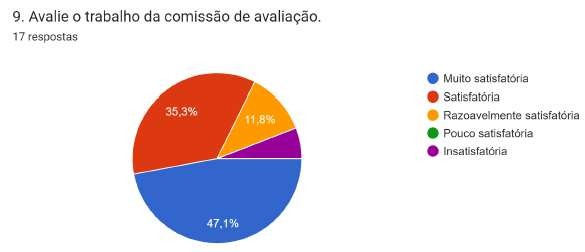 9. Avalie o trabalho da comissão de avaliação.
17 respostas
35,3%
11,8%
47,1%
Muito satisfatória
Satisfatória
Razoavelmente satisfatória
Pouco satisfatória
Insatisfatória